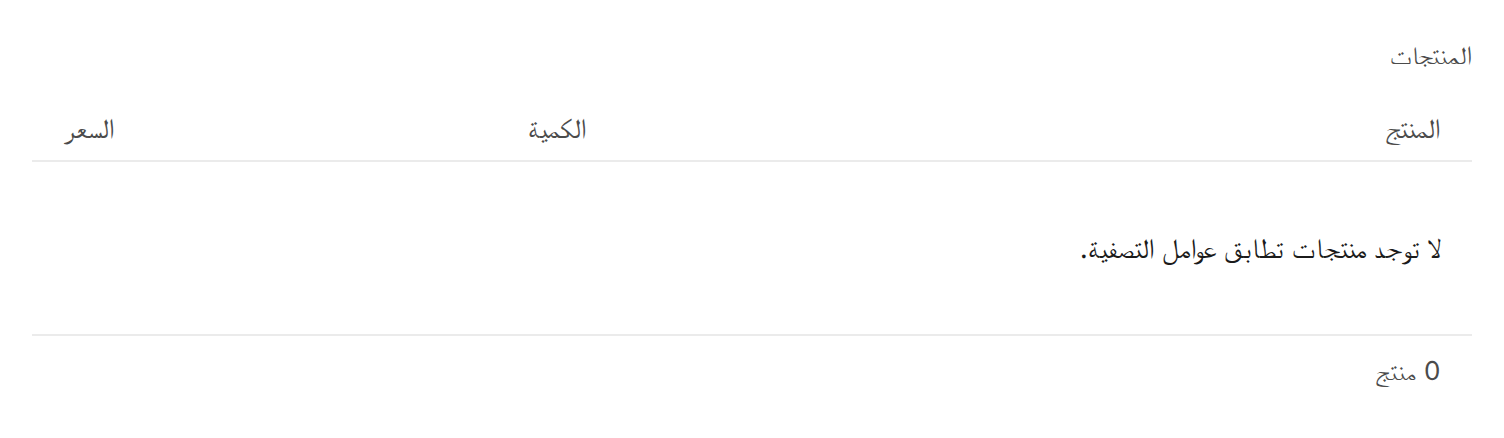 المنتجات
المنتج الكمية السعر
لا توجد منتجات تطابق عوامل التصفية.
0 منتج